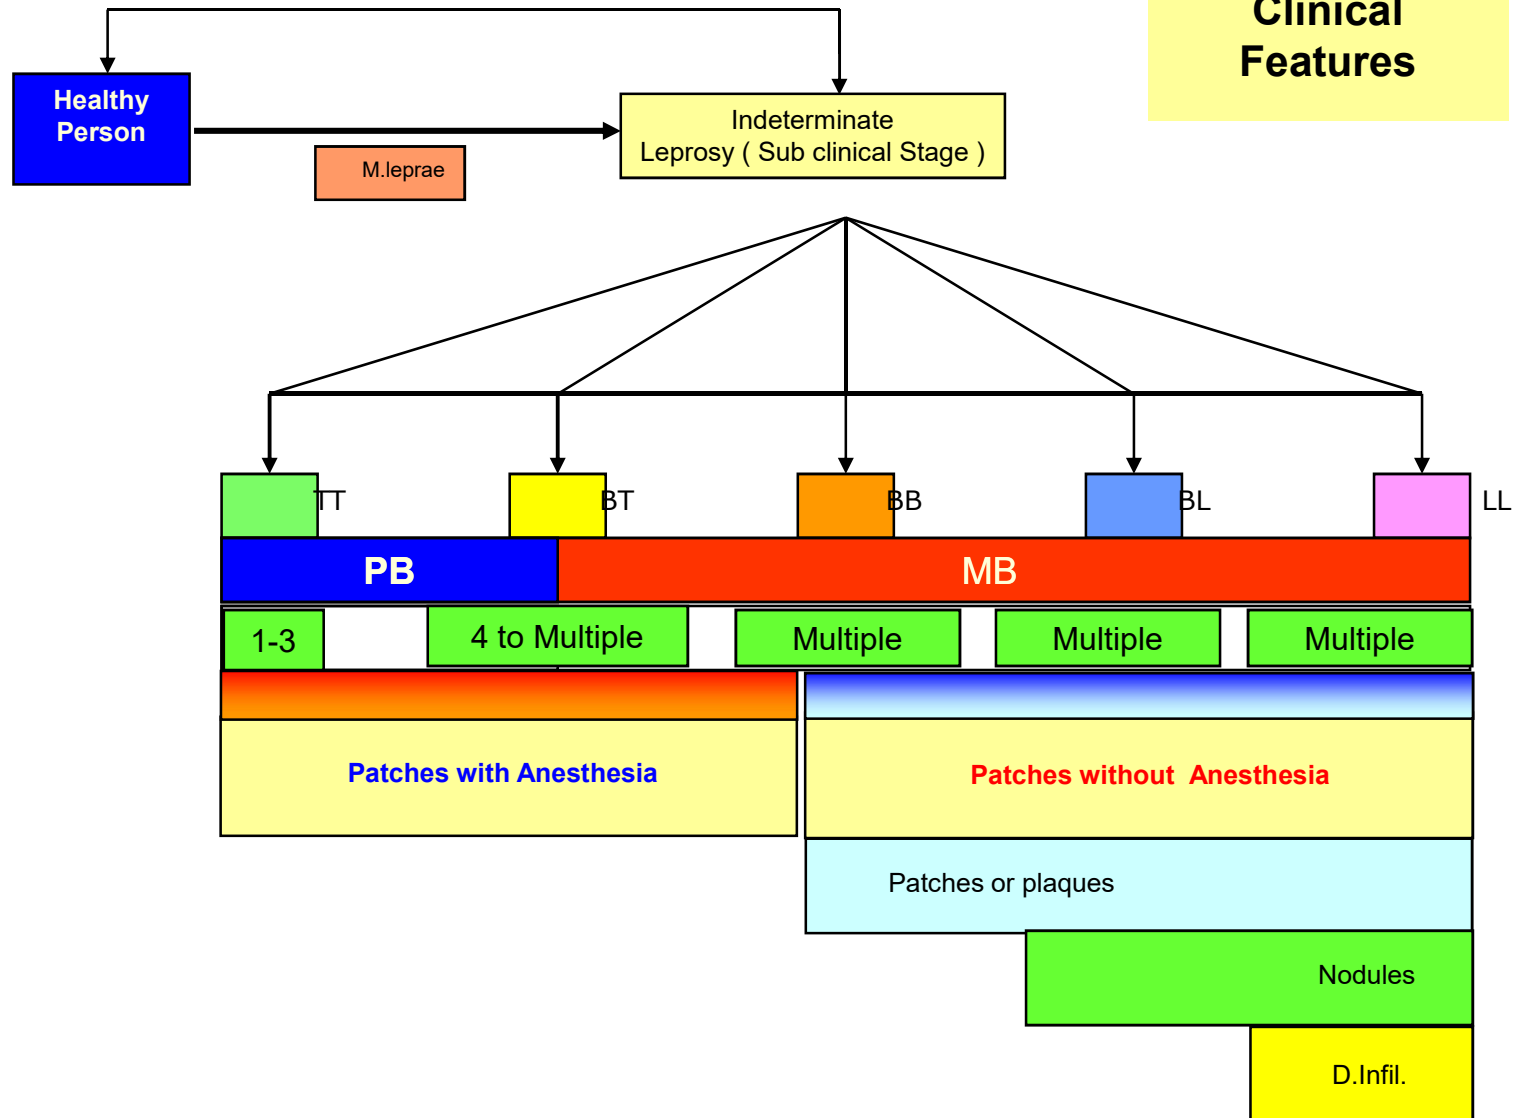 Clinical
Features
Healthy
Person
Indeterminate
Leprosy ( Sub clinical Stage )
M.leprae
TT
BT
BB
BL
LL
PB
MB
1-3
4 to Multiple
Multiple
Multiple
Multiple
Patches with Anesthesia
Patches without  Anesthesia
Patches or plaques
Nodules
D.Infil.